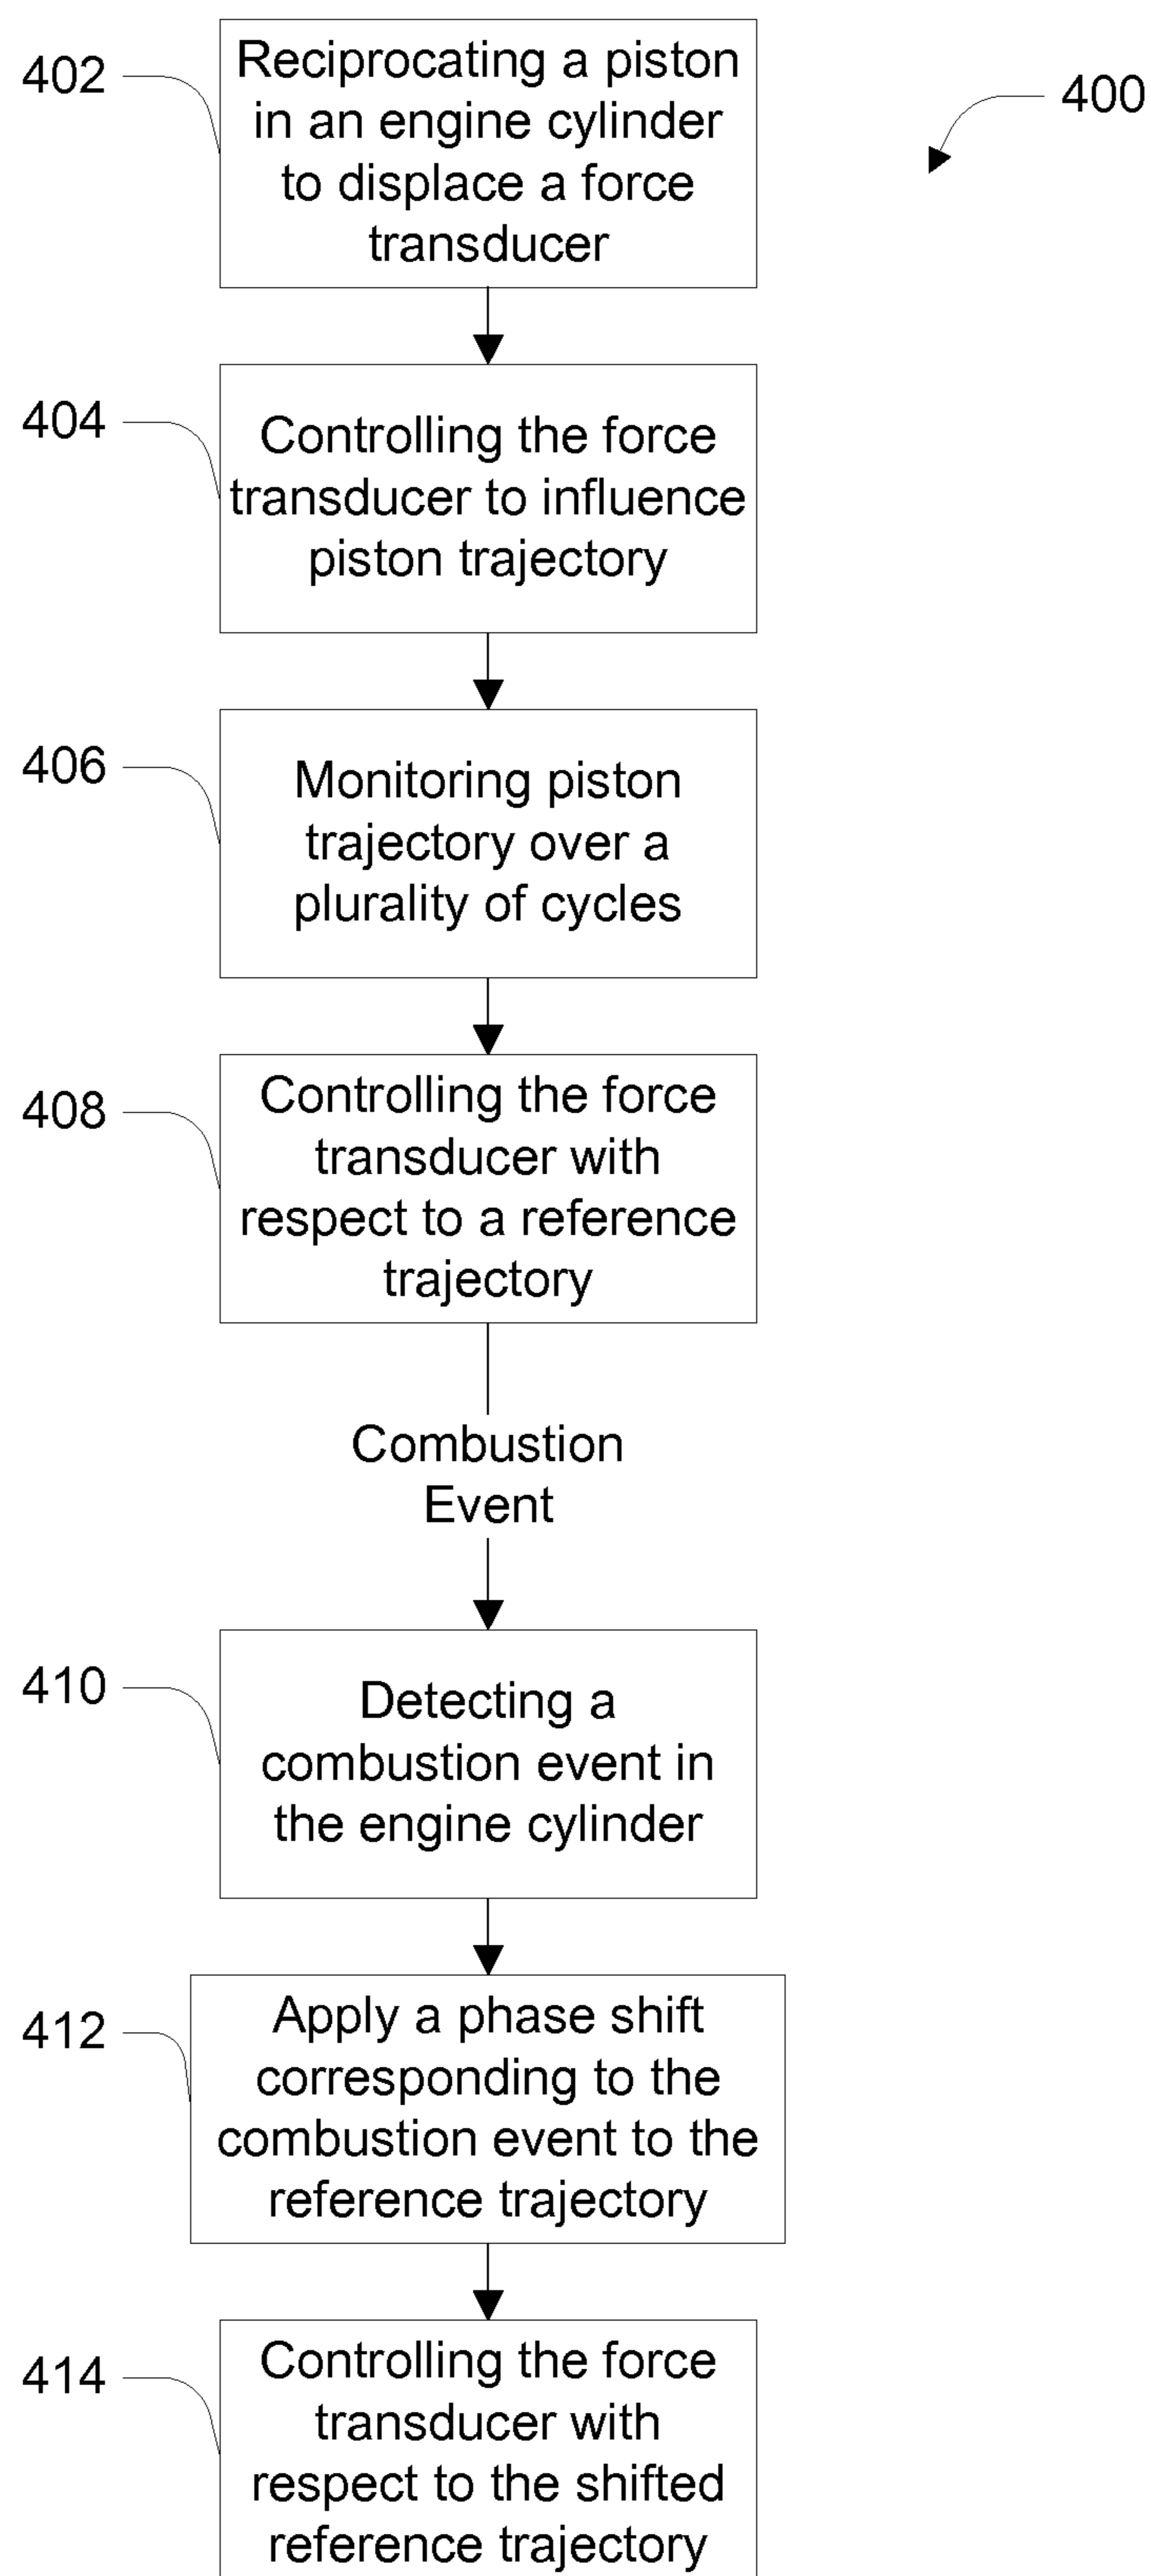 402
Reciprocating a piston
in an engine cylinder
to displace a force
transducer
400
404
Controlling the force
transducer to influence
piston trajectory
406
Monitoring piston
trajectory over a
plurality of cycles
408
Controlling the force
transducer with
respect to a reference
trajectory
Combustion
Event
410
Detecting a
combustion event in
the engine cylinder
412
Apply a phase shift
corresponding to the
combustion event to the
reference trajectory
414
Controlling the force
transducer with
respect to the shifted
reference trajectory